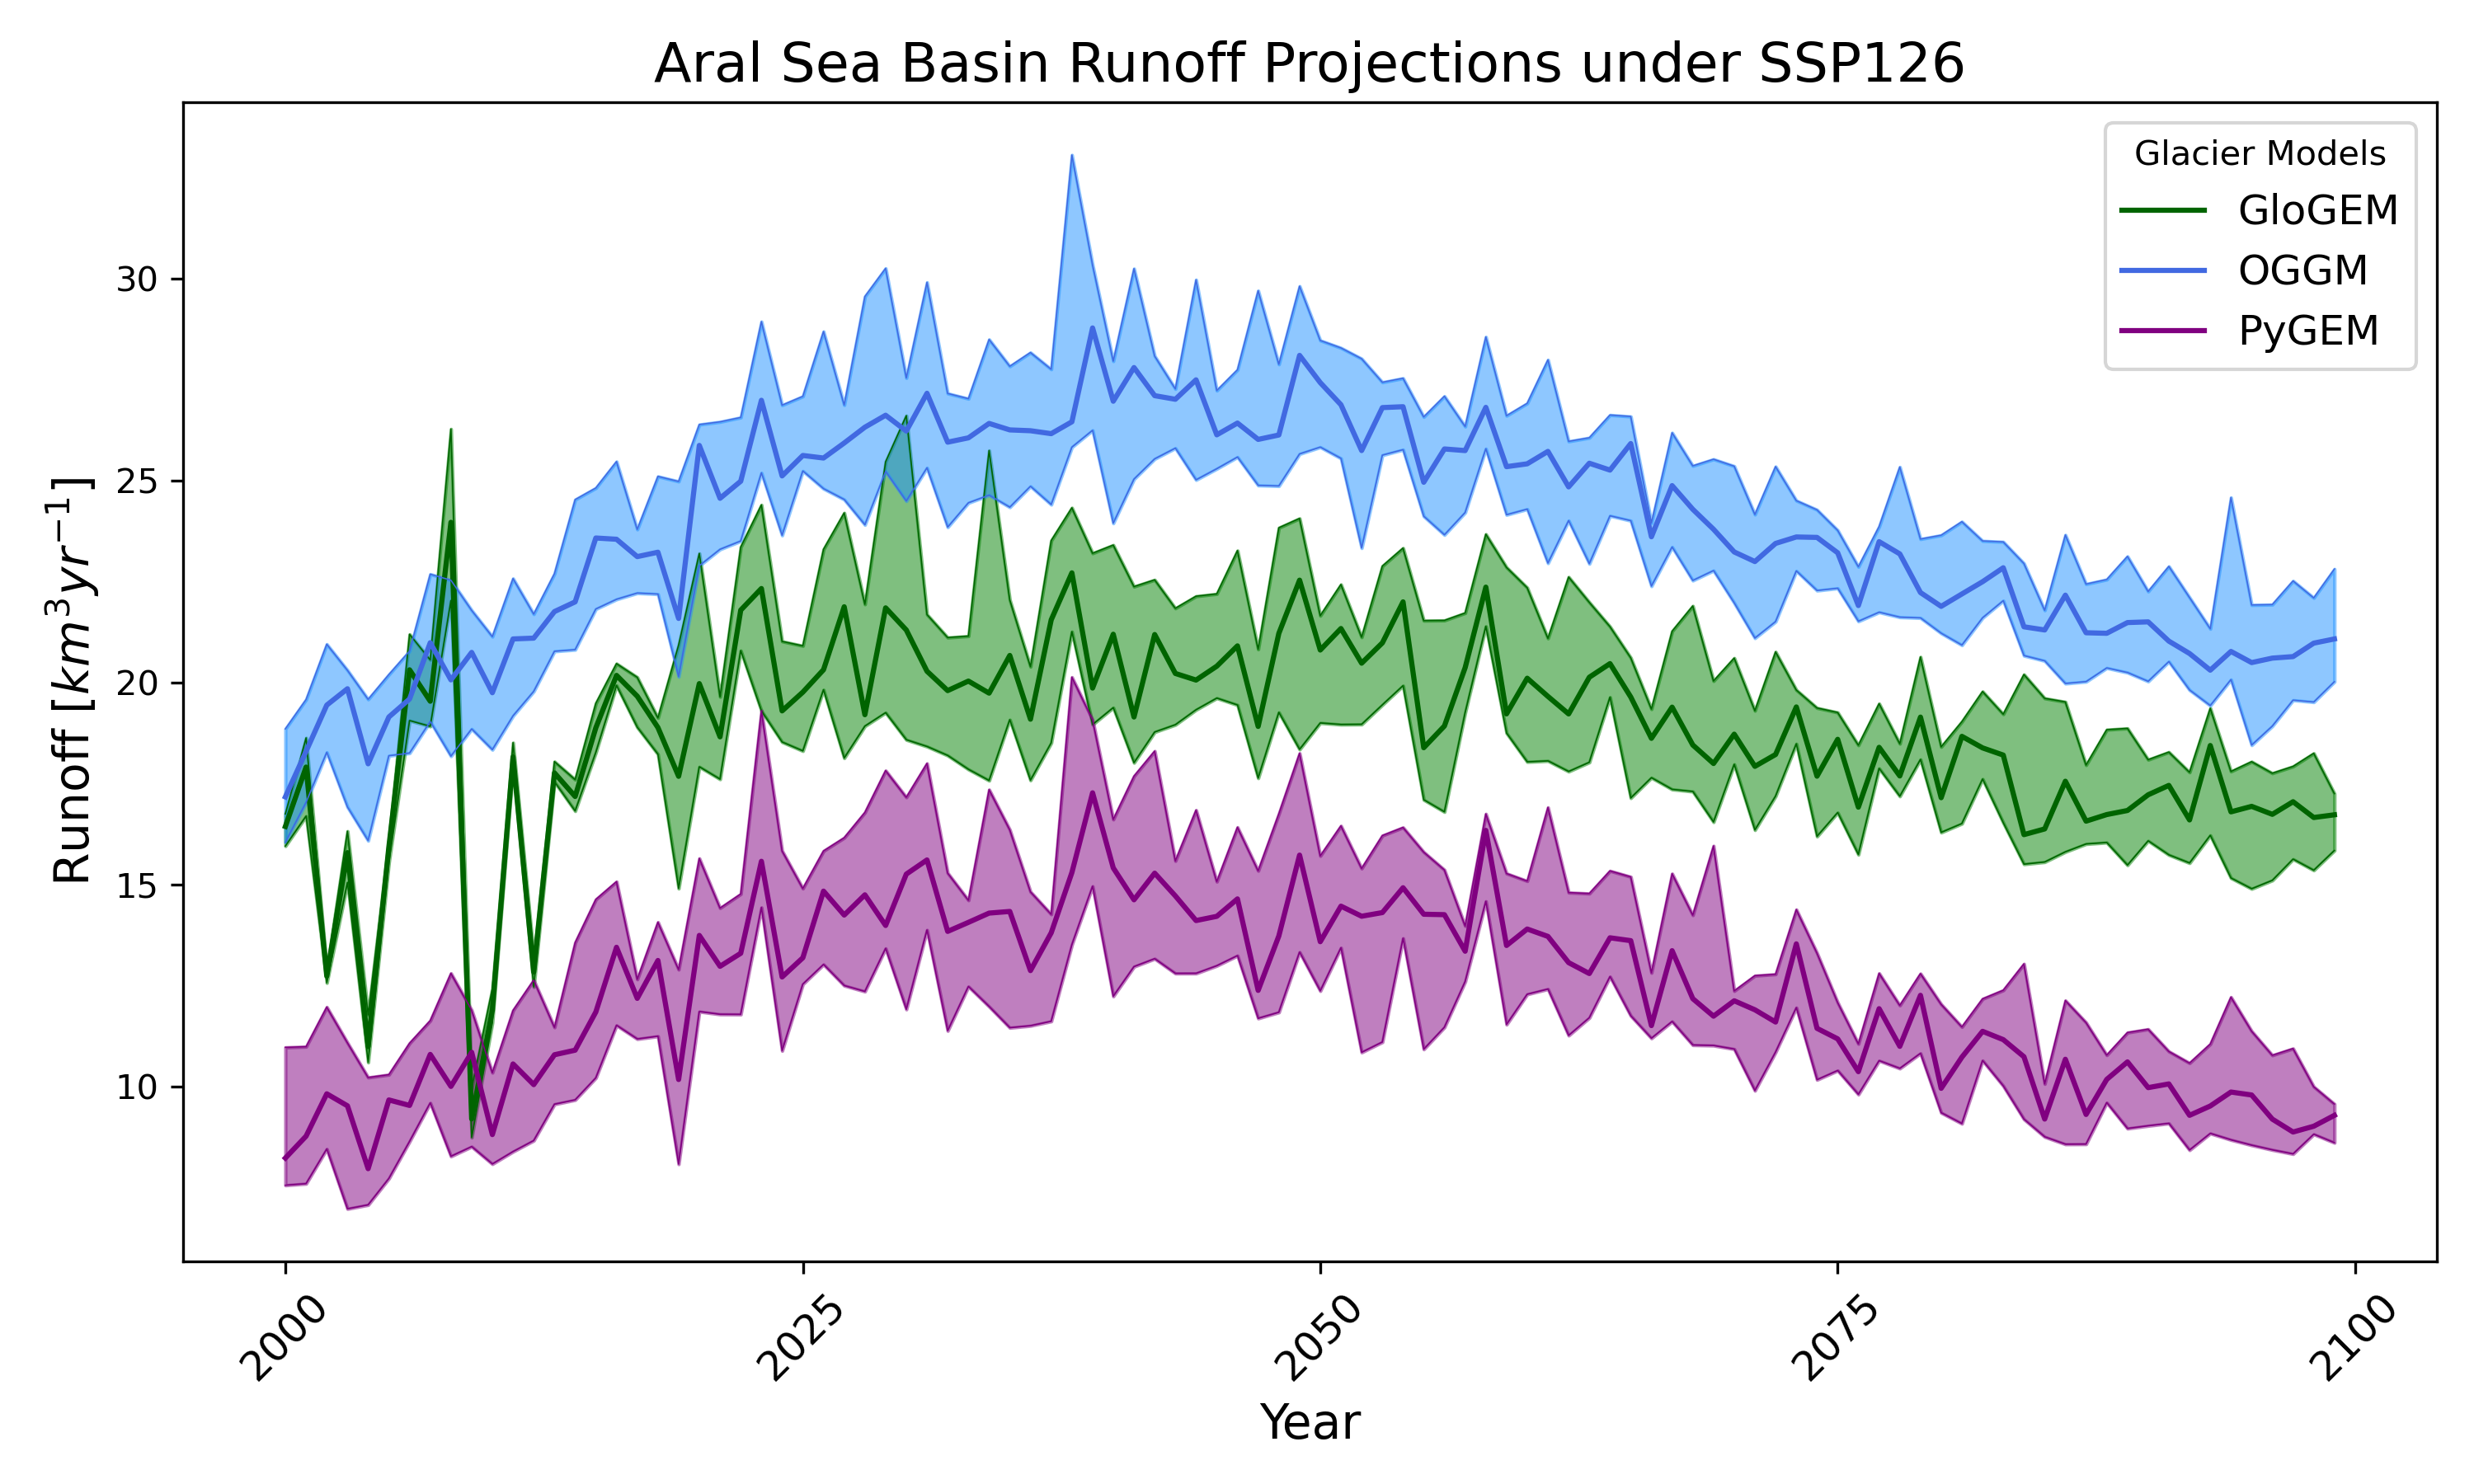 Aral Sea Basin Runoff Projections under SSP126
Glacier Models
GloGEM
OGGM
PyGEM
Runoff [km³yr⁻¹]
30
25
20
15
10
2000
2025
2050
2075
2100
Year